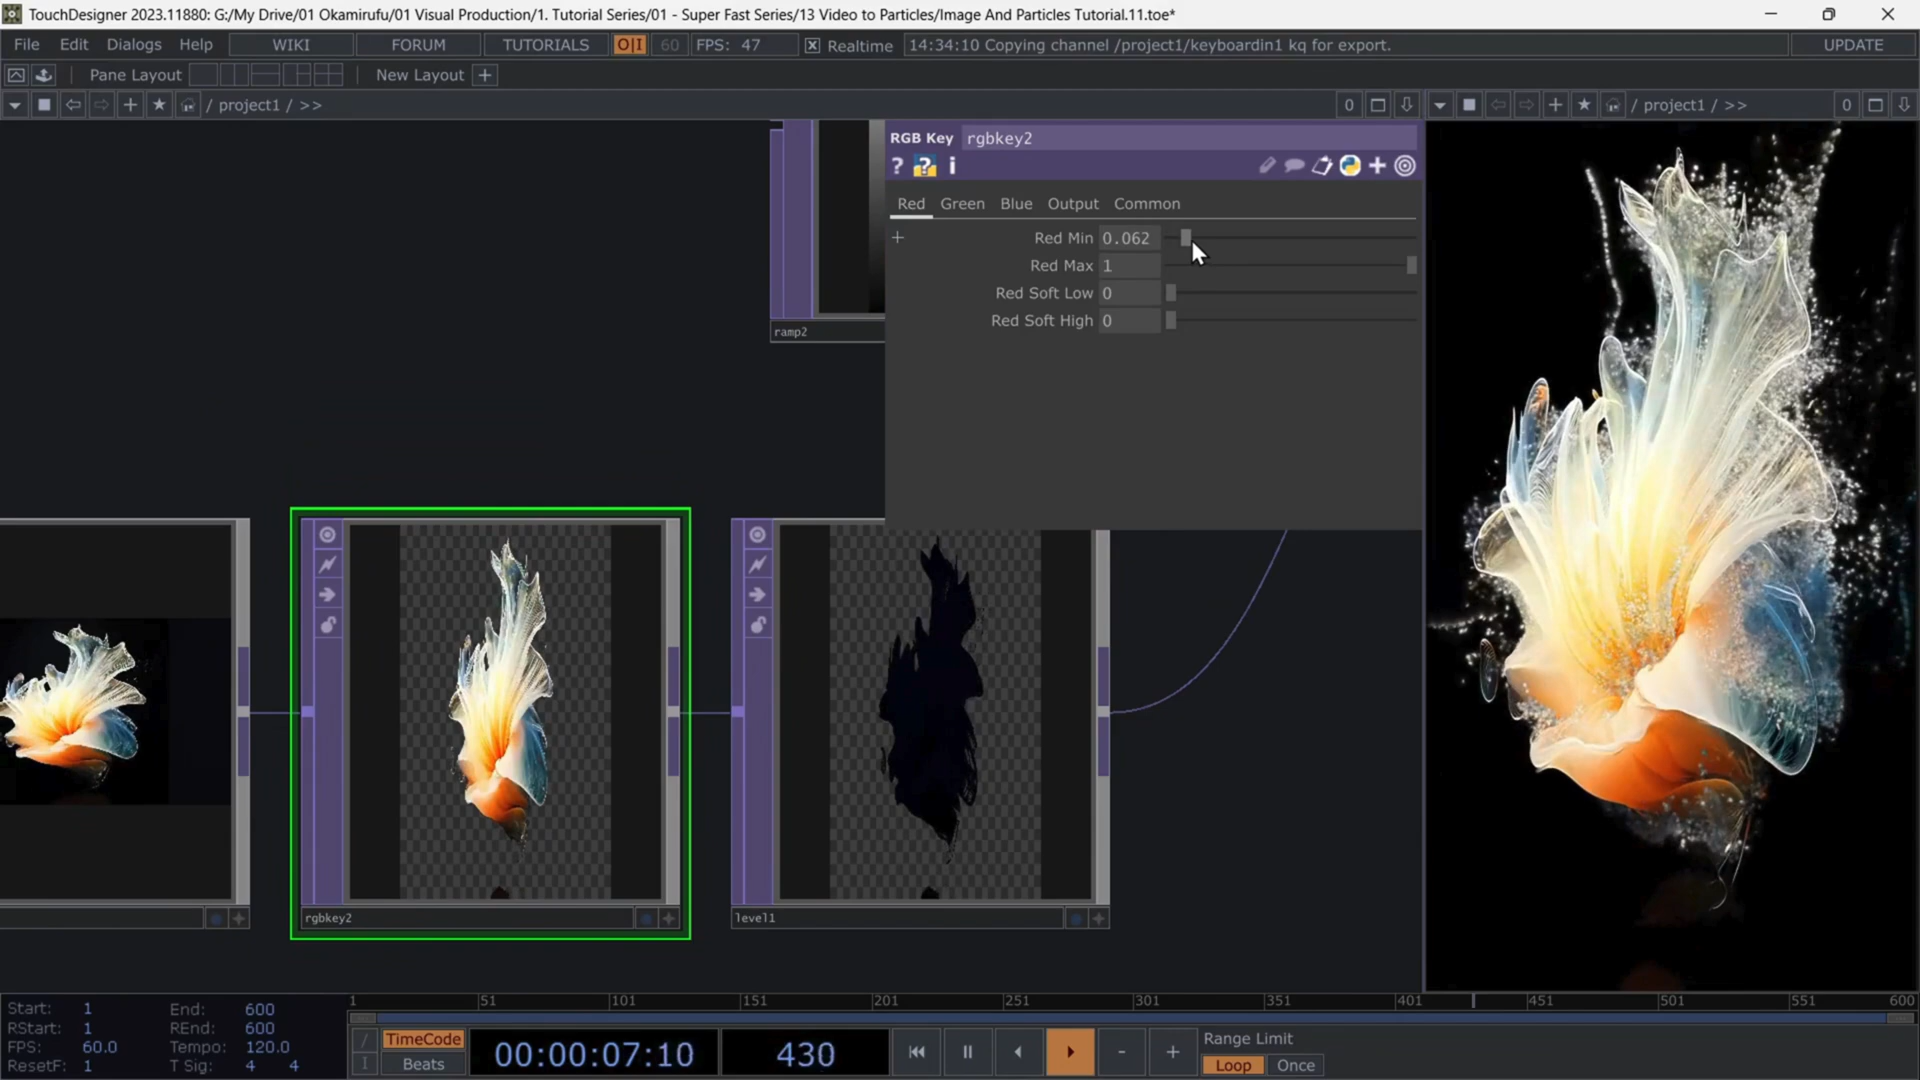 TouchDesigner 2023.11880: G:/My Drive/01 Okamirufu/01 Visual Production/1. Tutorial Series/01 - Super Fast Series/13 Video to Particles/Image And Particles Tutorial.11.toe*
File Edit Dialogs Help WIKI FORUM TUTORIALS O|I 60 FPS: 47 Realtime 14:34:10 Copying channel /project1/keyboardin1 kq for export. UPDATE
Pane Layout New Layout +
/ project1 / >> 0 / project1 / >> 0
RGB Key rgbkey2
? ? i
Red Green Blue Output Common
+ Red Min 0.062
Red Max 1
Red Soft Low 0
Red Soft High 0
ramp2
rgbkey2
level1
Start: 1 End: 600
RStart: 1 REnd: 600
FPS: 60.0 Tempo: 120.0
ResetF: 1 T Sig: 4 4
1 51 101 151 201 251 301 351 401 451 501 551 600
/ TimeCode
I Beats
00:00:07:10 430
- +
Range Limit
Loop Once